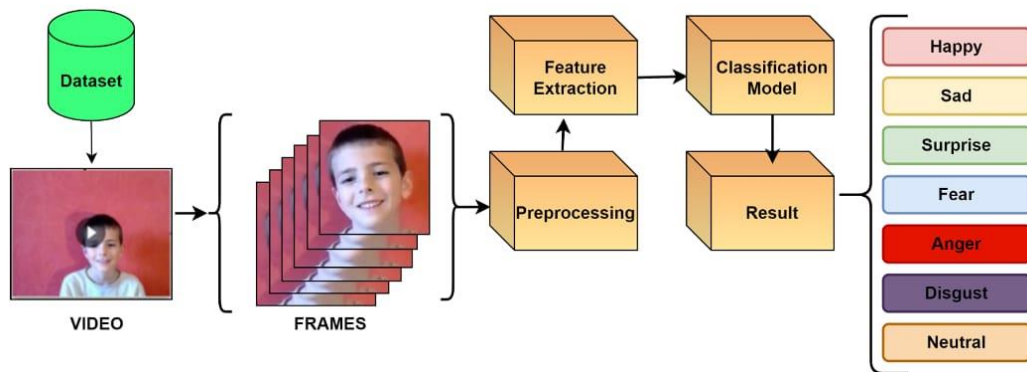 Dataset
VIDEO
FRAMES
Preprocessing
Feature
Extraction
Classification
Model
Result
Happy
Sad
Surprise
Fear
Anger
Disgust
Neutral